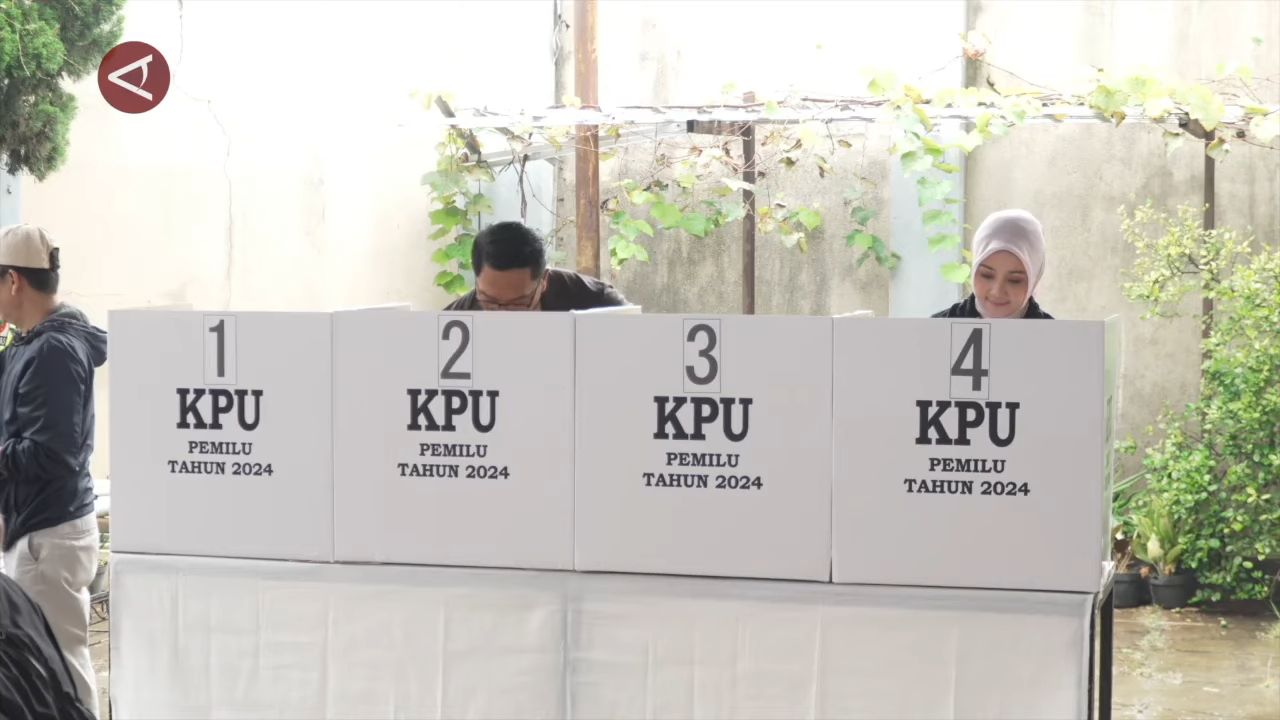 1
KPU
PEMILU
TAHUN 2024
2
KPU
PEMILU
TAHUN 2024
3
KPU
PEMILU
TAHUN 2024
4
KPU
PEMILU
TAHUN 2024